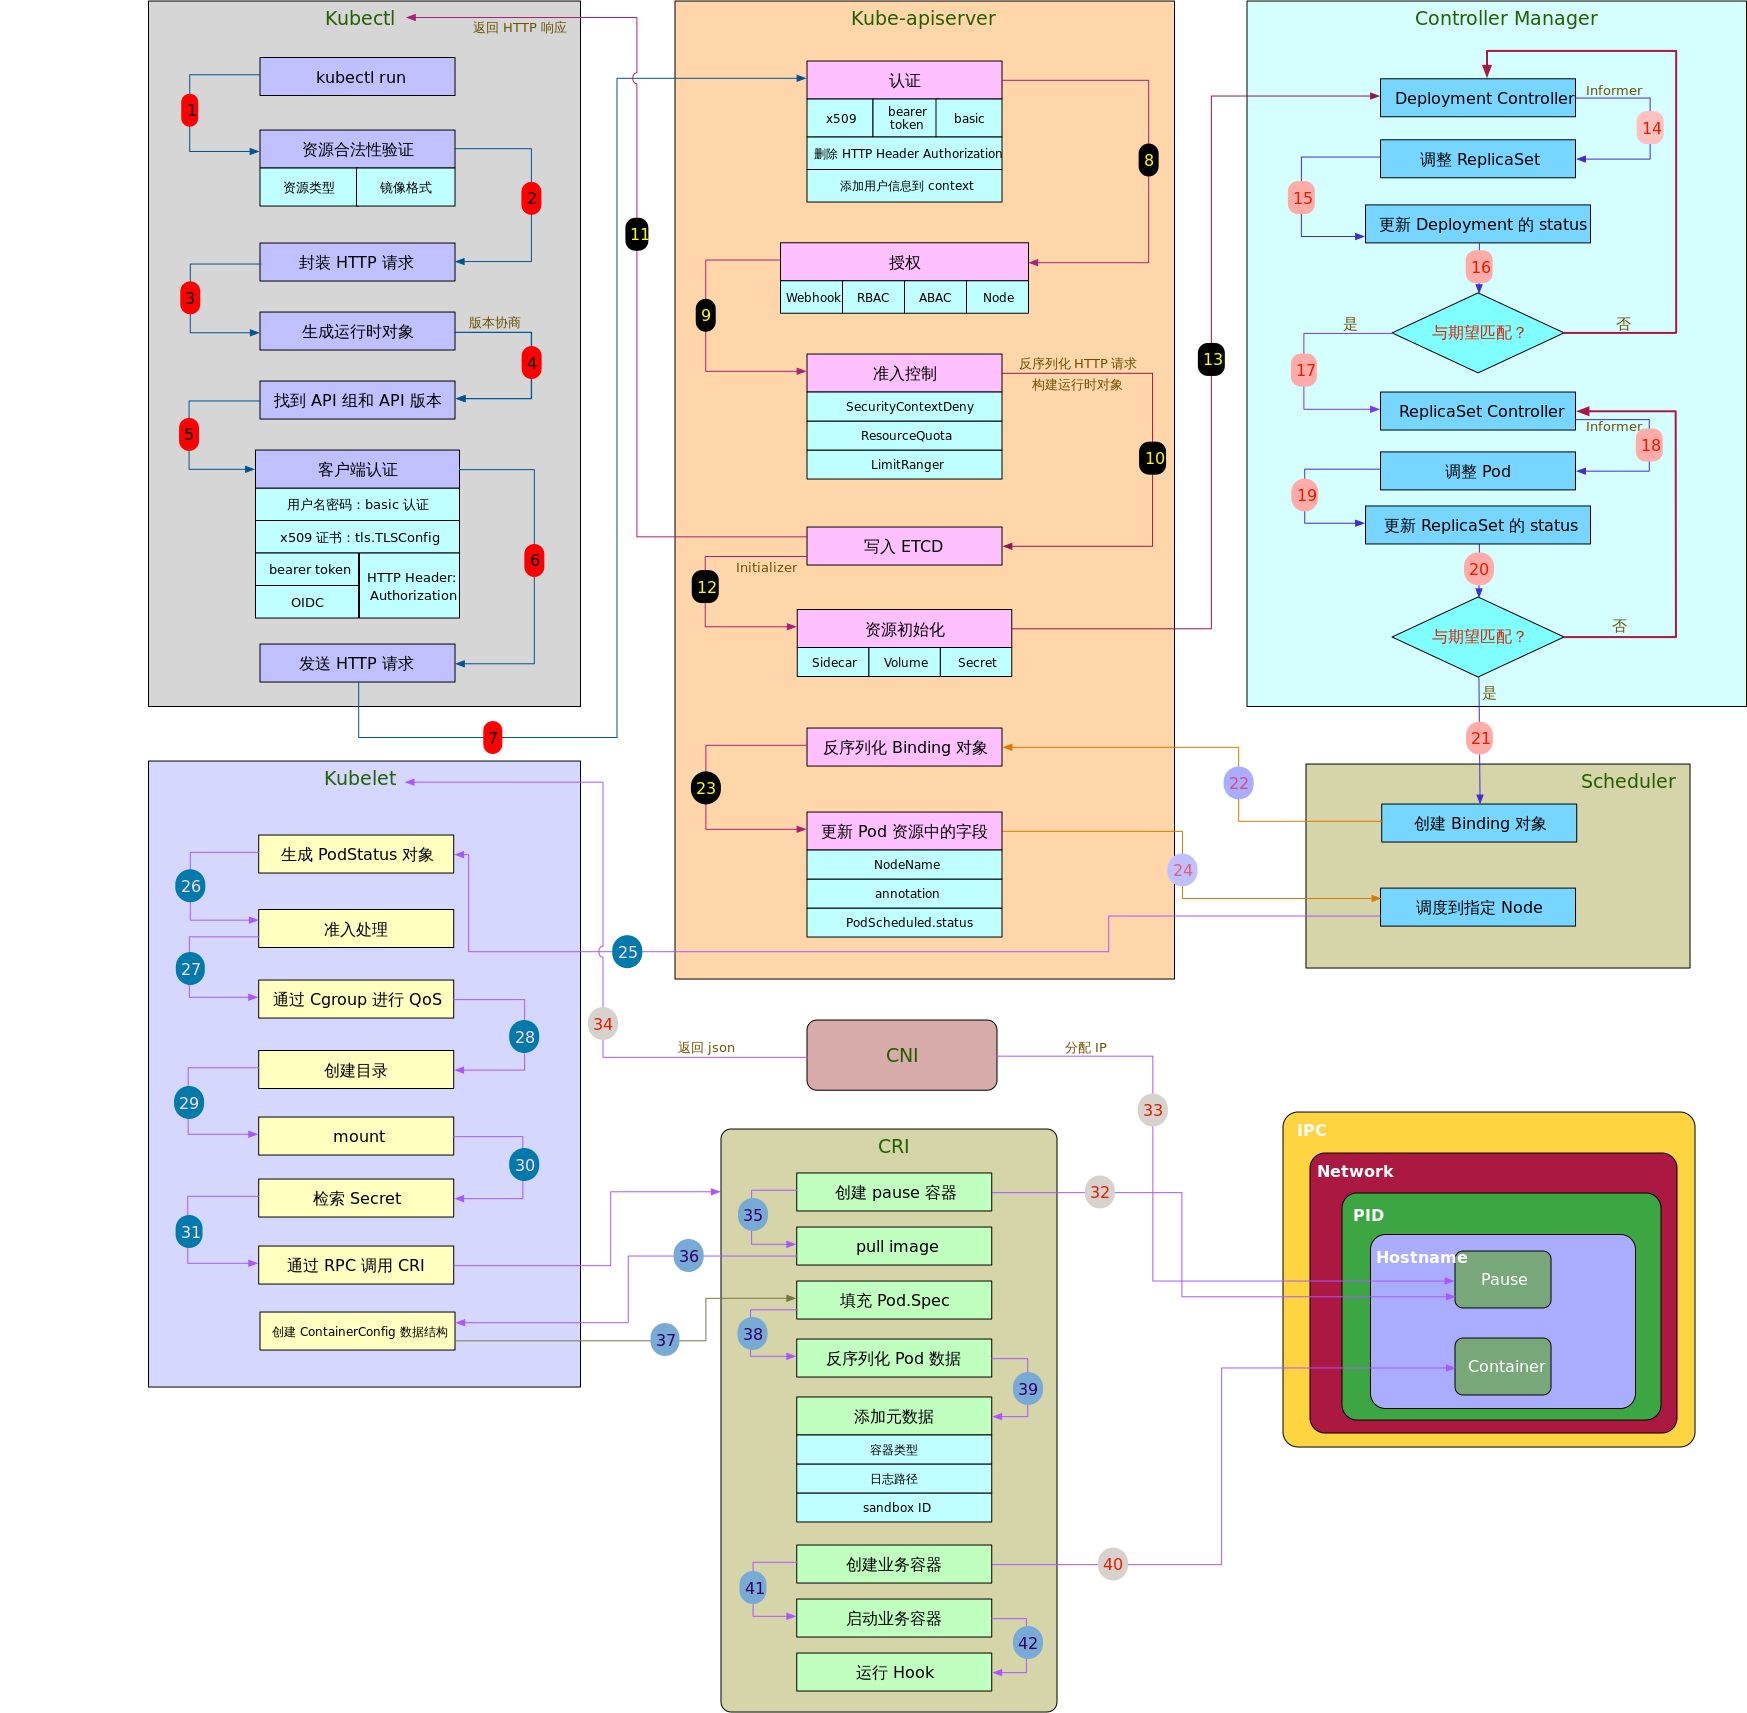 Kubectl
返回 HTTP 响应
kubectl run
1
资源合法性验证
资源类型
镜像格式
2
封装 HTTP 请求
3
生成运行时对象
版本协商
4
找到 API 组和 API 版本
5
客户端认证
用户名密码：basic 认证
x509 证书：tls.TLSConfig
bearer token
OIDC
HTTP Header:
Authorization
6
发送 HTTP 请求
7
Kube-apiserver
认证
x509
bearer
token
basic
删除 HTTP Header Authorization
添加用户信息到 context
8
授权
Webhook
RBAC
ABAC
Node
9
准入控制
SecurityContextDeny
ResourceQuota
LimitRanger
反序列化 HTTP 请求
构建运行时对象
10
11
写入 ETCD
Initializer
12
资源初始化
Sidecar
Volume
Secret
13
反序列化 Binding 对象
23
更新 Pod 资源中的字段
NodeName
annotation
PodScheduled.status
Controller Manager
Deployment Controller
Informer
14
调整 ReplicaSet
15
更新 Deployment 的 status
16
与期望匹配？
是
否
17
ReplicaSet Controller
Informer
18
调整 Pod
19
更新 ReplicaSet 的 status
20
与期望匹配？
否
是
21
Scheduler
22
创建 Binding 对象
24
调度到指定 Node
25
Kubelet
生成 PodStatus 对象
26
准入处理
27
通过 Cgroup 进行 QoS
28
创建目录
29
mount
30
检索 Secret
31
通过 RPC 调用 CRI
创建 ContainerConfig 数据结构
34
返回 json
CNI
分配 IP
33
CRI
创建 pause 容器
32
35
pull image
36
填充 Pod.Spec
37
38
反序列化 Pod 数据
39
添加元数据
容器类型
日志路径
sandbox ID
创建业务容器
40
41
启动业务容器
42
运行 Hook
IPC
Network
PID
Hostname
Pause
Container